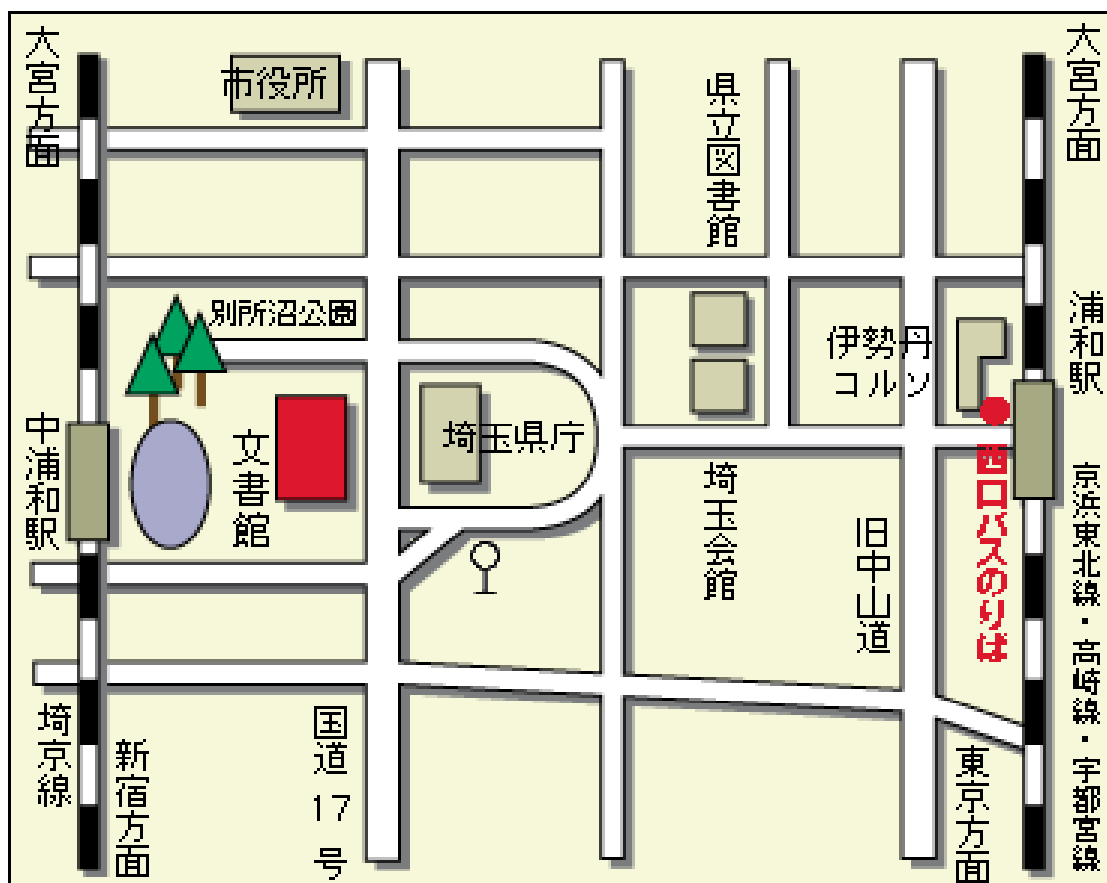 大宮方面
市役所
県立図書館
大宮方面
別所沼公園
伊勢丹
コルソ
浦和駅
中浦和駅
文書館
埼玉県庁
埼玉会館
旧中山道
西口バスのりば
京浜東北線・高崎線・宇都宮線
埼京線
新宿方面
国道17号
東京方面